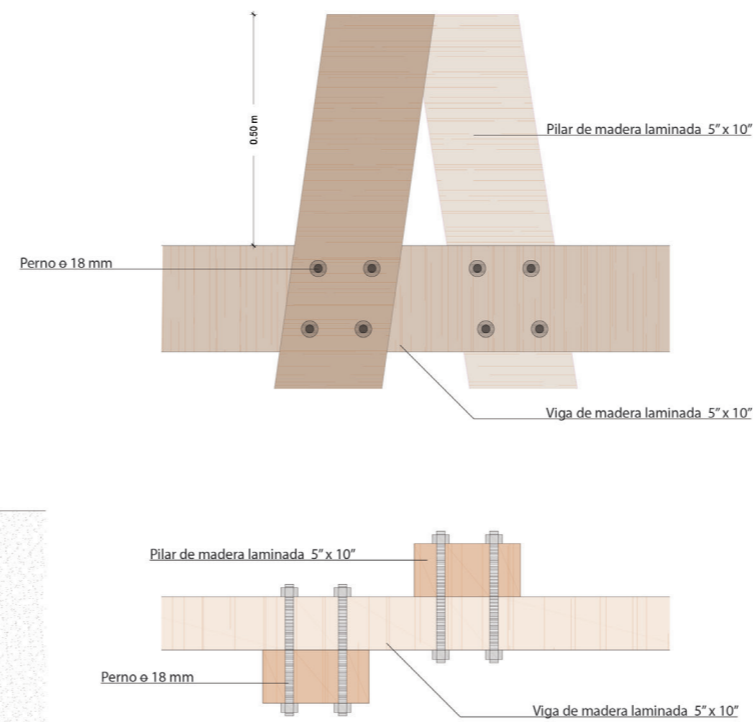 0.50 m
Pilar de madera laminada 5” x 10”
Perno ɵ 18 mm
Viga de madera laminada 5” x 10”
Pilar de madera laminada 5” x 10”
Perno ɵ 18 mm
Viga de madera laminada 5” x 10”